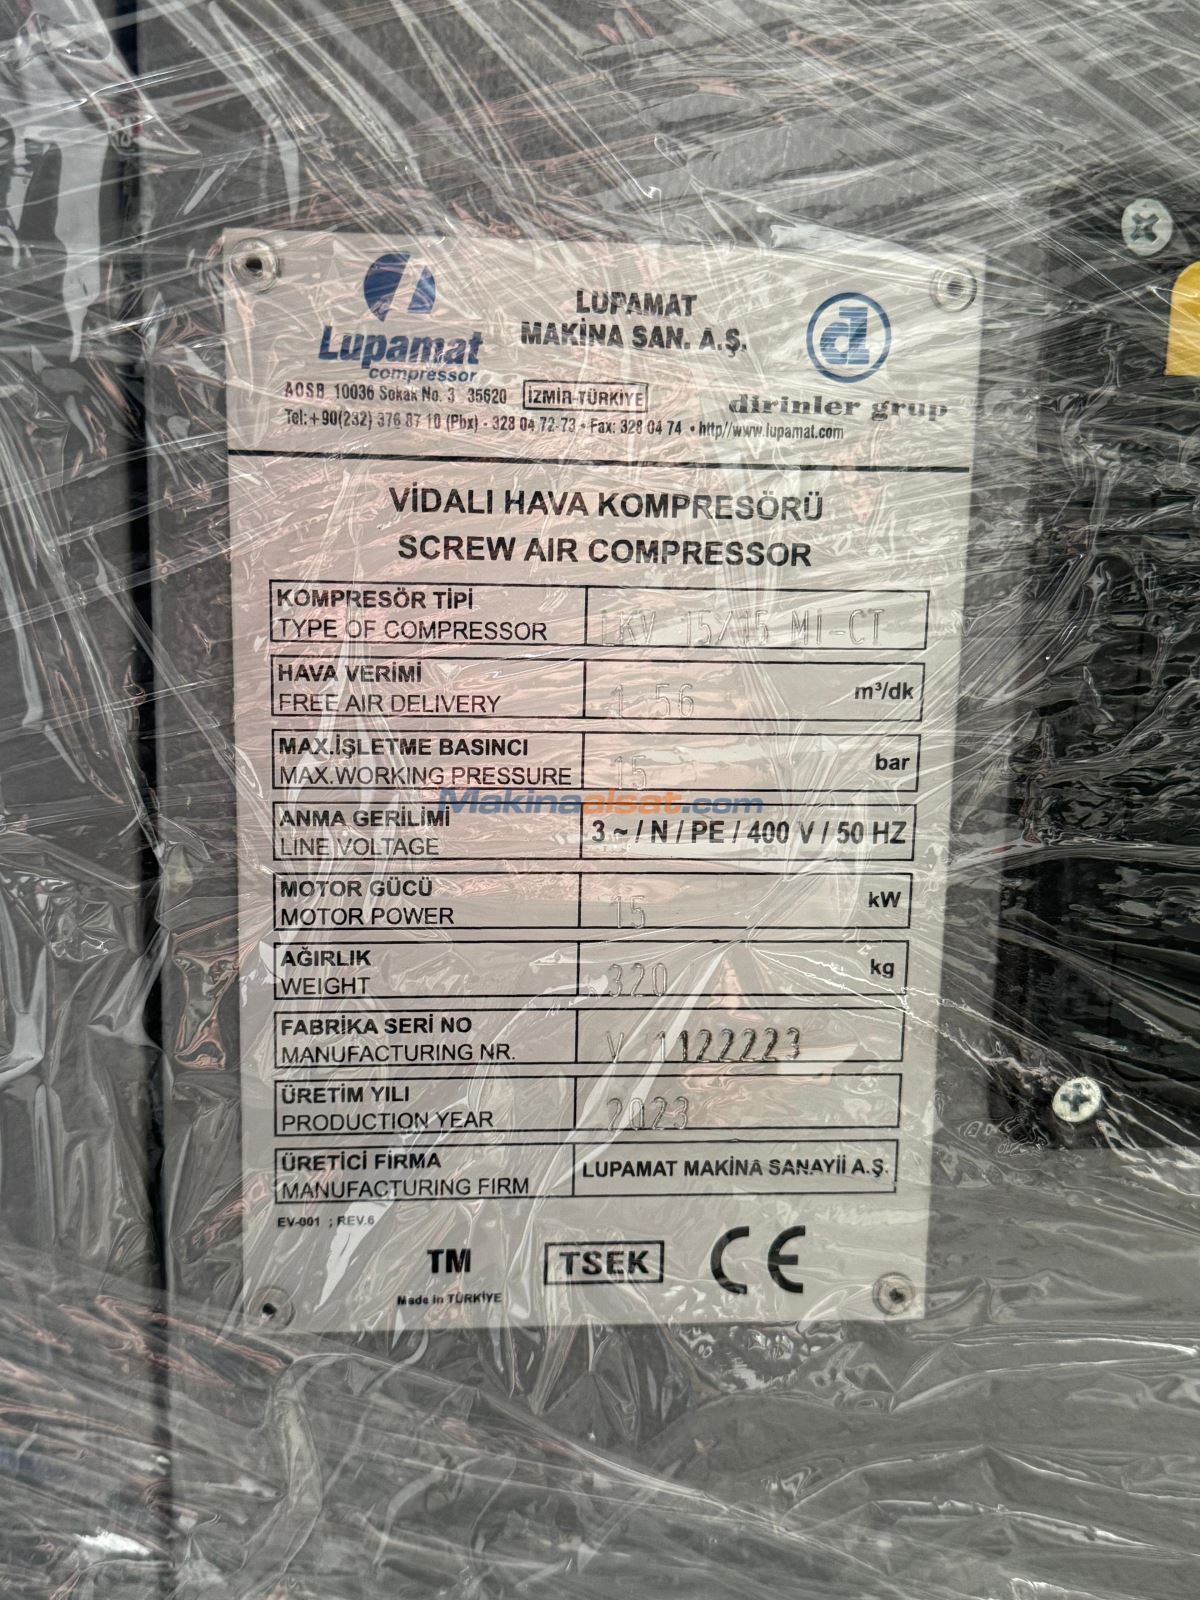 Lupamat
compressor
LUPAMAT
MAKİNA SAN. A.Ş.
d
dirinler grup
AOSB 10036 Sokak No. 3 35620 İZMİR-TÜRKİYE
Tel:+90(232) 376 87 10 (Pbx) - 328 04 72-73 • Fax: 328 04 74 • http//www.lupamat.com
VİDALI HAVA KOMPRESÖRÜ
SCREW AIR COMPRESSOR
KOMPRESÖR TİPİ
TYPE OF COMPRESSOR
LKV 15/15 MI-CT
HAVA VERİMİ
FREE AIR DELIVERY
1 56 m³/dk
MAX.İŞLETME BASINCI
MAX.WORKING PRESSURE
15 bar
Makinaalsat.com
ANMA GERİLİMİ
LINE VOLTAGE
3 ~ / N / PE / 400 V / 50 HZ
MOTOR GÜCÜ
MOTOR POWER
15 kW
AĞIRLIK
WEIGHT
320 kg
FABRİKA SERİ NO
MANUFACTURING NR.
V 1122223
ÜRETİM YILI
PRODUCTION YEAR
2023
ÜRETİCİ FİRMA
MANUFACTURING FIRM
LUPAMAT MAKİNA SANAYİİ A.Ş.
EV-001 ; REV.6
TM
Made in TÜRKİYE
TSEK
CE